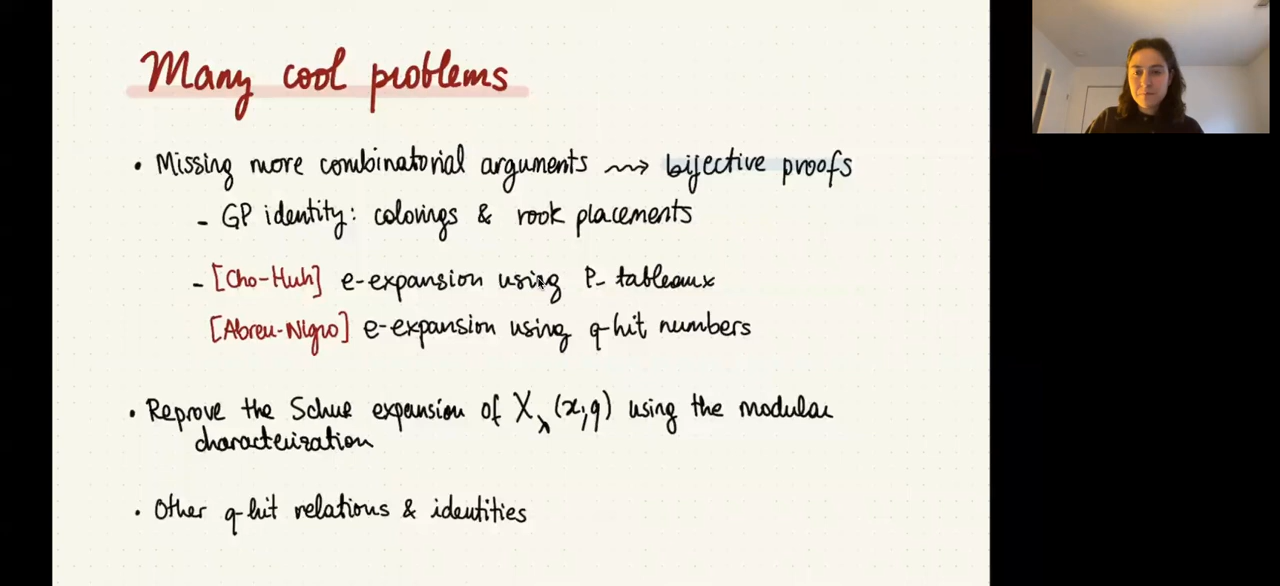 Many cool problems
• Missing more combinatorial arguments ⇝ bijective proofs
- GP identity: colorings & rook placements
- [Cho-Huh] e-expansion using P-tableaux
[Abreu-Nigro] e-expansion using q-hit numbers
• Reprove the Schur expansion of X_λ(x;q) using the modular
characterization
• Other q-hit relations & identities